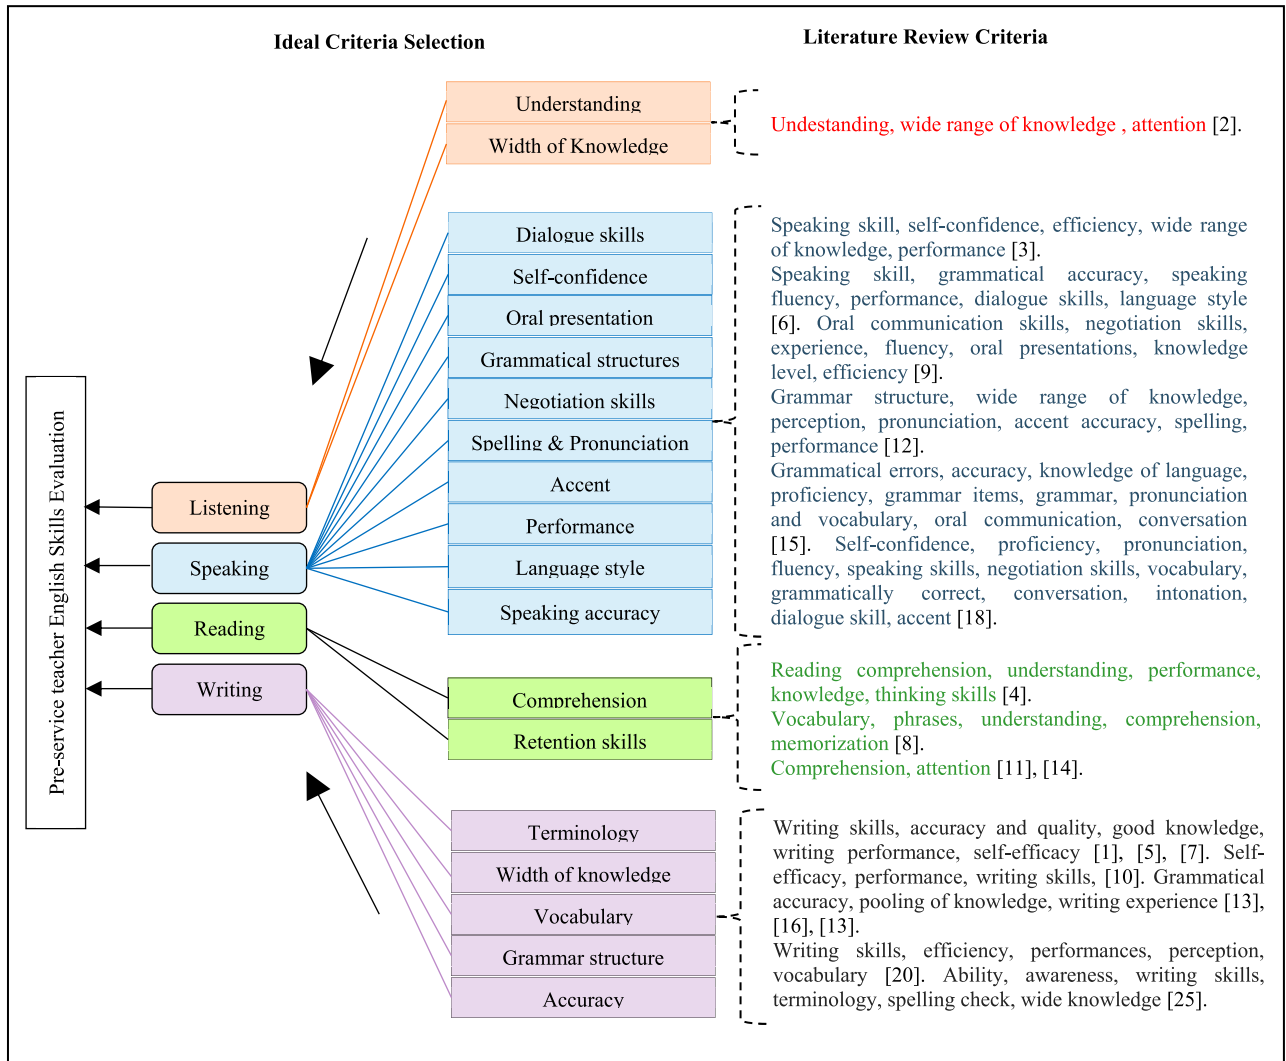 Ideal Criteria Selection
Literature Review Criteria
Understanding
Width of Knowledge
Undestanding, wide range of knowledge , attention [2].
Dialogue skills
Self-confidence
Oral presentation
Grammatical structures
Negotiation skills
Spelling & Pronunciation
Accent
Performance
Language style
Speaking accuracy
Speaking skill, self-confidence, efficiency, wide range
of knowledge, performance [3].
Speaking skill, grammatical accuracy, speaking
fluency, performance, dialogue skills, language style
[6]. Oral communication skills, negotiation skills,
experience, fluency, oral presentations, knowledge
level, efficiency [9].
Grammar structure, wide range of knowledge,
perception, pronunciation, accent accuracy, spelling,
performance [12].
Grammatical errors, accuracy, knowledge of language,
proficiency, grammar items, grammar, pronunciation
and vocabulary, oral communication, conversation
[15]. Self-confidence, proficiency, pronunciation,
fluency, speaking skills, negotiation skills, vocabulary,
grammatically correct, conversation, intonation,
dialogue skill, accent [18].
Pre-service teacher English Skills Evaluation
Listening
Speaking
Reading
Writing
Comprehension
Retention skills
Reading comprehension, understanding, performance,
knowledge, thinking skills [4].
Vocabulary, phrases, understanding, comprehension,
memorization [8].
Comprehension, attention [11], [14].
Terminology
Width of knowledge
Vocabulary
Grammar structure
Accuracy
Writing skills, accuracy and quality, good knowledge,
writing performance, self-efficacy [1], [5], [7]. Self-
efficacy, performance, writing skills, [10]. Grammatical
accuracy, pooling of knowledge, writing experience [13],
[16], [13].
Writing skills, efficiency, performances, perception,
vocabulary [20]. Ability, awareness, writing skills,
terminology, spelling check, wide knowledge [25].